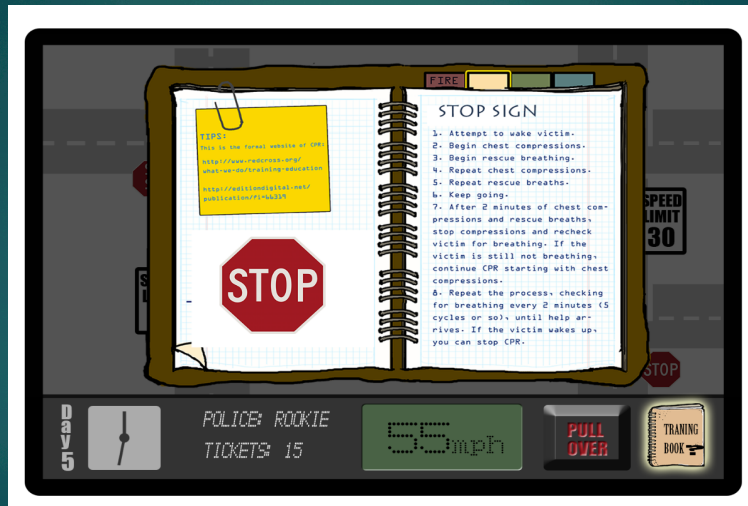 FIRE
TIPS:
This is the formal website of CPR:
http://www.redcross.org/
what-we-do/training-education
http://editiondigital.net/
publication/?i=66319
STOP
STOP SIGN
1. Attempt to wake victim.
2. Begin chest compressions.
3. Begin rescue breathing.
4. Repeat chest compressions.
5. Repeat rescue breaths.
6. Keep going.
7. After 2 minutes of chest com-
pressions and rescue breaths,
stop compressions and recheck
victim for breathing. If the
victim is still not breathing,
continue CPR starting with chest
compressions.
8. Repeat the process, checking
for breathing every 2 minutes (5
cycles or so), until help ar-
rives. If the victim wakes up,
you can stop CPR.
SPEED
LIMIT
30
STOP
Day 5
POLICE: ROOKIE
TICKETS: 15
55mph
PULL
OVER
TRANING
BOOK